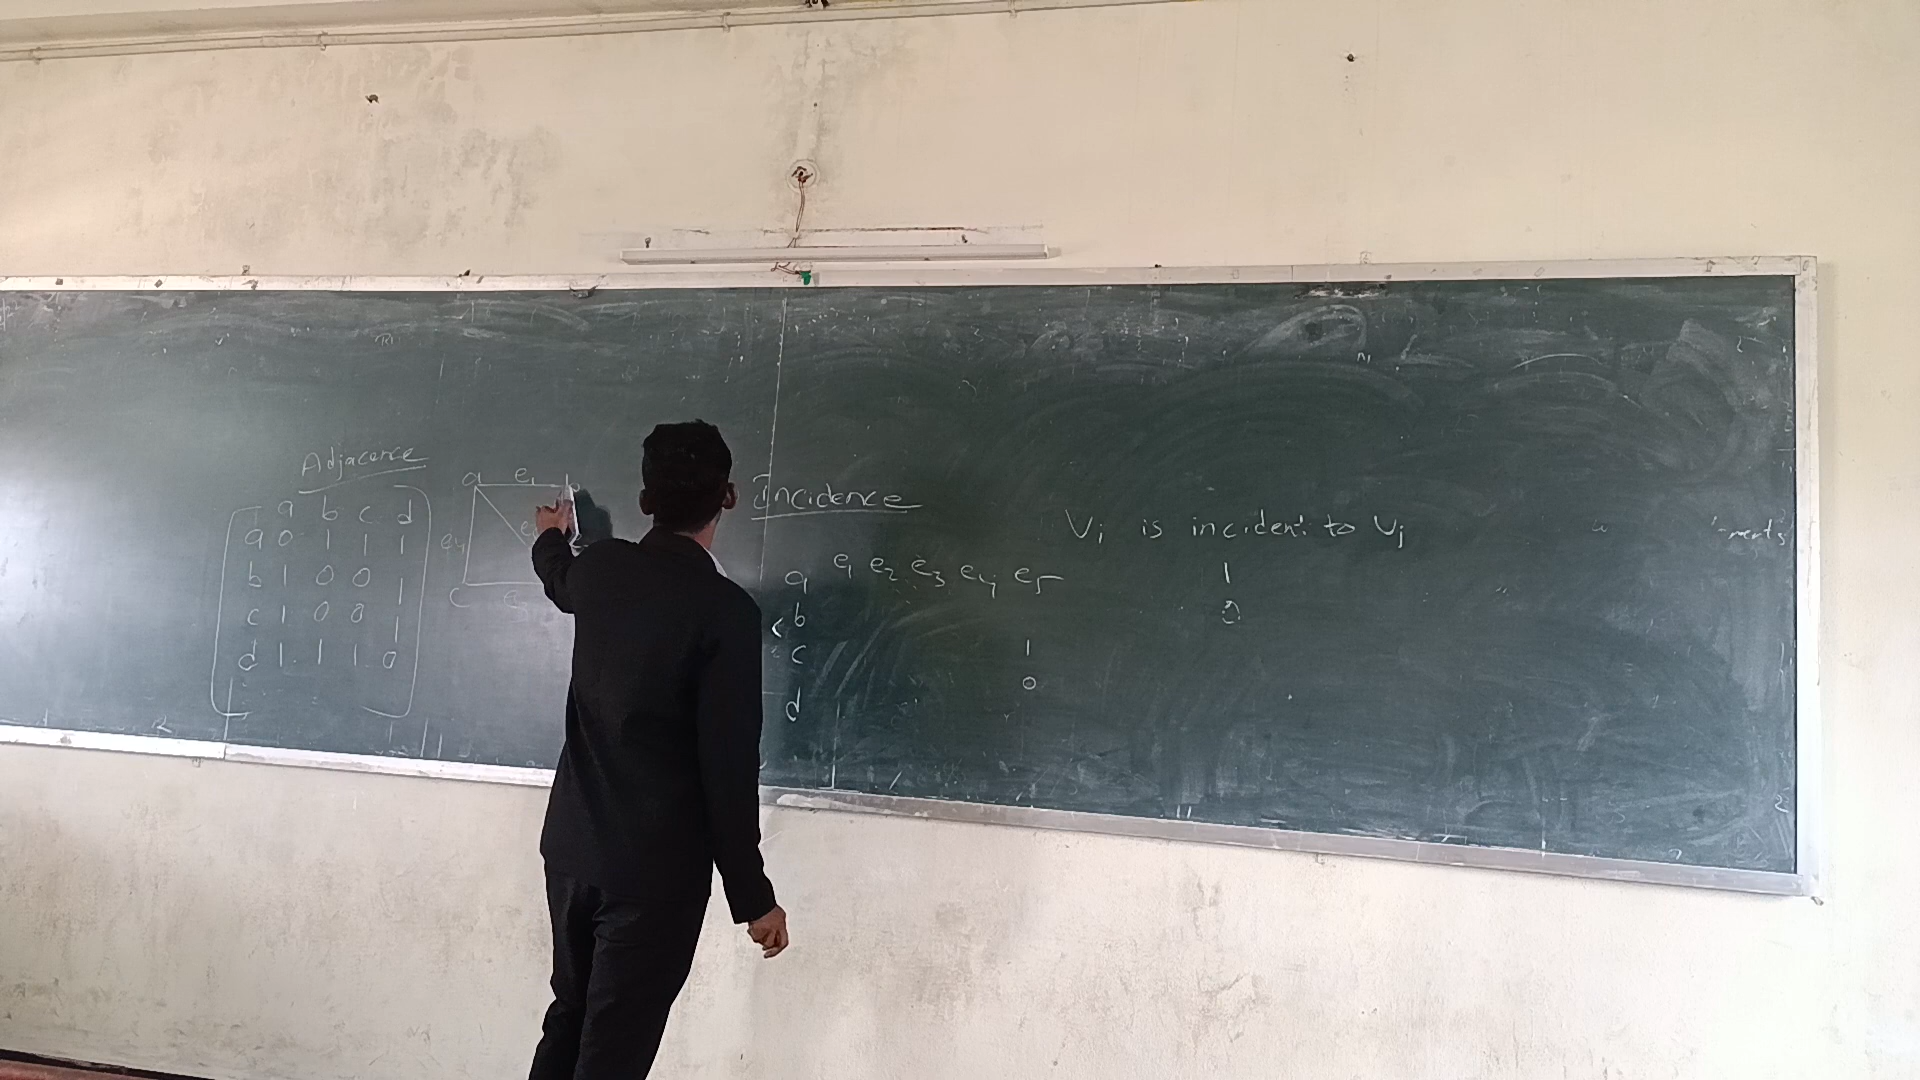 Adjacence
a b c d
a 0 1 1 1
b 1 0 0 1
c 1 0 0 1
d 1 1 1 0
a e1 b
e4
c
Incidence
e1 e2 e3 e4 e5
a
b
c 1
d 0
Vi is incident to Vj
1
0